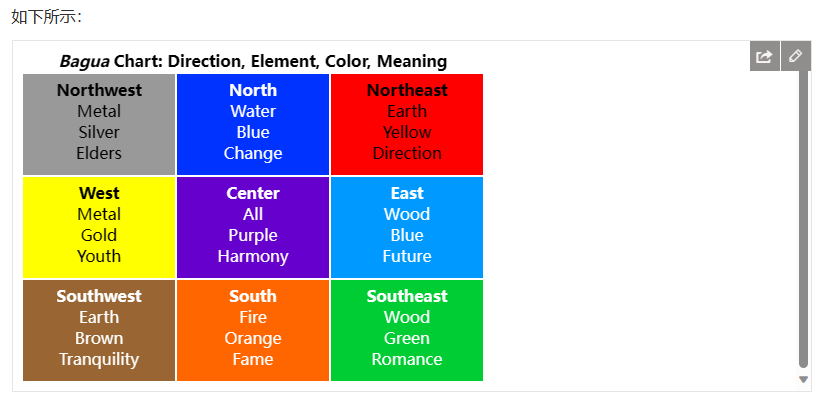 如下所示：
Bagua Chart: Direction, Element, Color, Meaning
Northwest
Metal
Silver
Elders
North
Water
Blue
Change
Northeast
Earth
Yellow
Direction
West
Metal
Gold
Youth
Center
All
Purple
Harmony
East
Wood
Blue
Future
Southwest
Earth
Brown
Tranquility
South
Fire
Orange
Fame
Southeast
Wood
Green
Romance